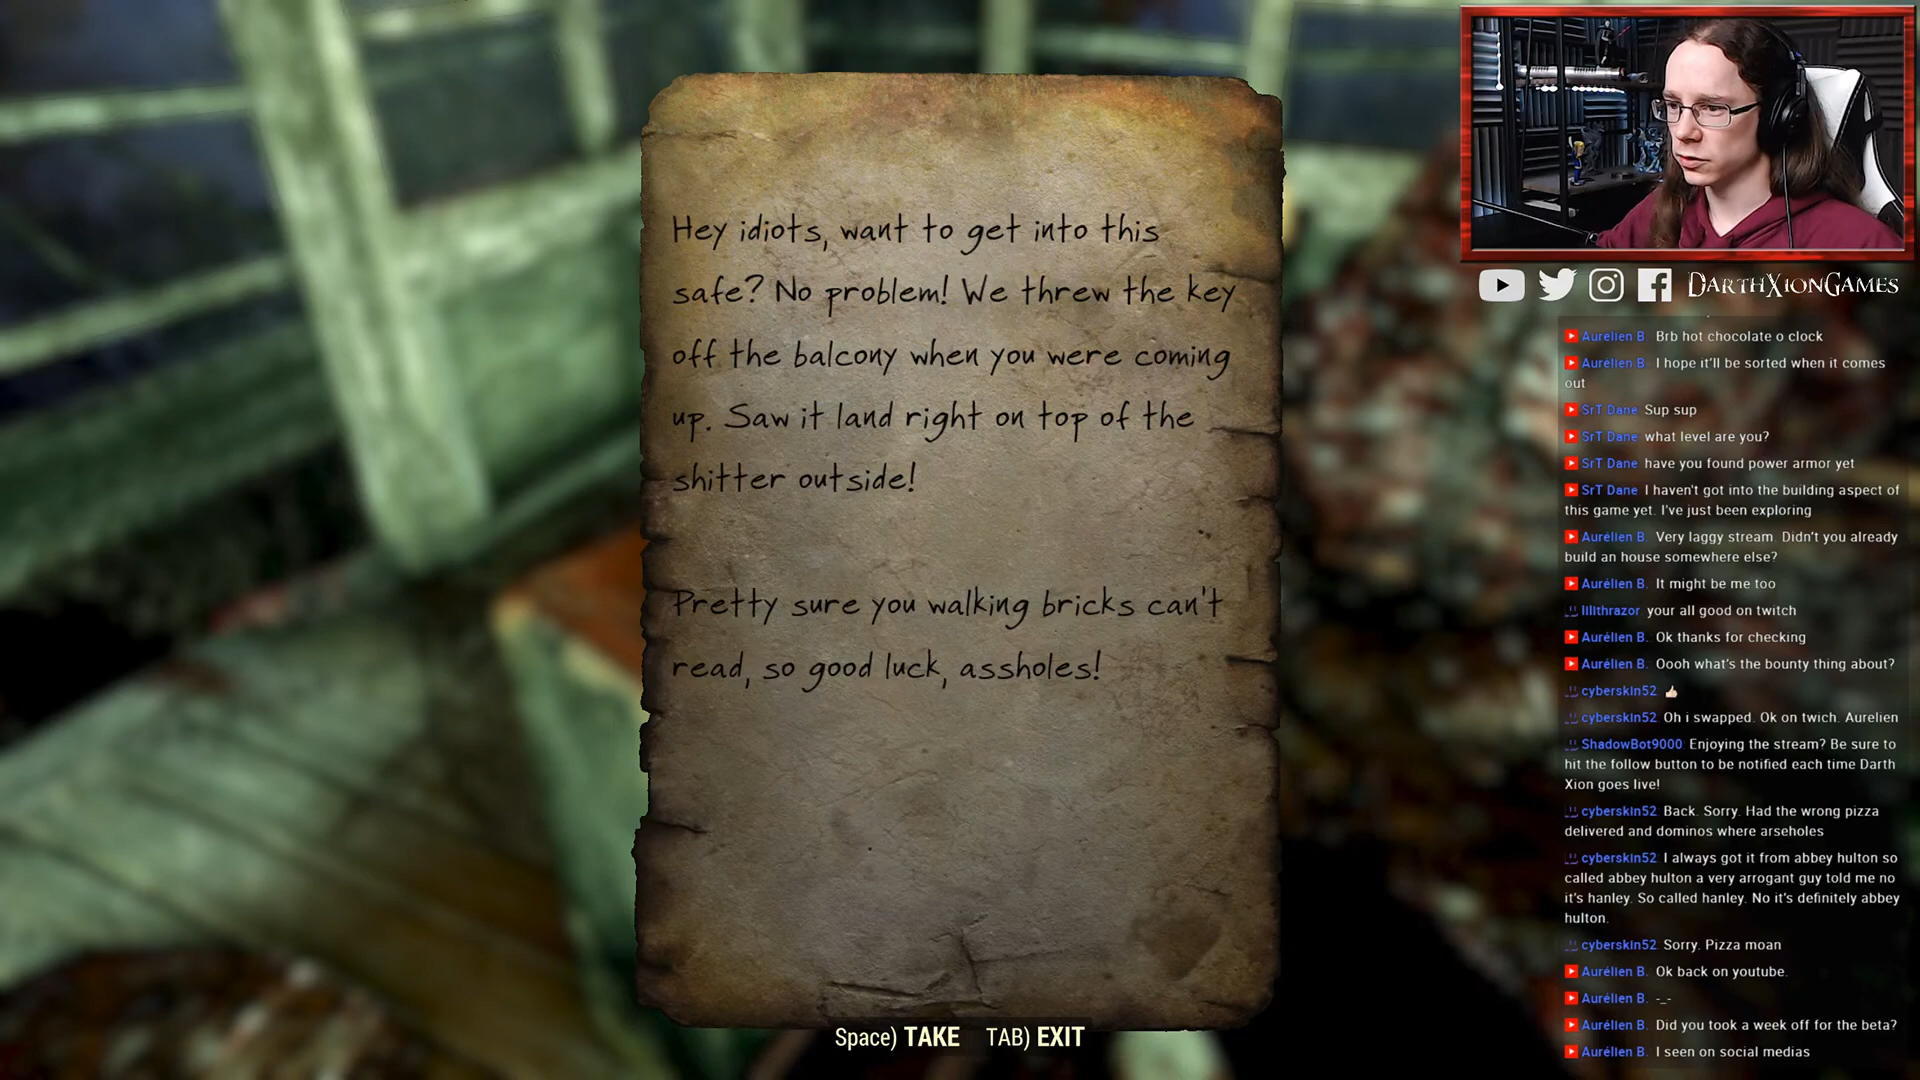 Hey idiots, want to get into this
safe? No problem! We threw the key
off the balcony when you were coming
up. Saw it land right on top of the
shitter outside!
Pretty sure you walking bricks can't
read, so good luck, assholes!
Space) TAKE TAB) EXIT
DARTHXIONGAMES
Aurélien B. Brb hot chocolate o clock
Aurélien B. I hope it'll be sorted when it comes
out
SrT Dane Sup sup
SrT Dane what level are you?
SrT Dane have you found power armor yet
SrT Dane I haven't got into the building aspect of
this game yet. I've just been exploring
Aurélien B. Very laggy stream. Didn't you already
build an house somewhere else?
Aurélien B. It might be me too
lilithrazor your all good on twitch
Aurélien B. Ok thanks for checking
Aurélien B. Oooh what's the bounty thing about?
cyberskin52 👍🏻
cyberskin52 Oh i swapped. Ok on twich. Aurelien
ShadowBot9000 Enjoying the stream? Be sure to
hit the follow button to be notified each time Darth
Xion goes live!
cyberskin52 Back. Sorry. Had the wrong pizza
delivered and dominos where arseholes
cyberskin52 I always got it from abbey hulton so
called abbey hulton a very arrogant guy told me no
it's hanley. So called hanley. No it's definitely abbey
hulton.
cyberskin52 Sorry. Pizza moan
Aurélien B. Ok back on youtube.
Aurélien B. -_-
Aurélien B. Did you took a week off for the beta?
Aurélien B. I seen on social medias